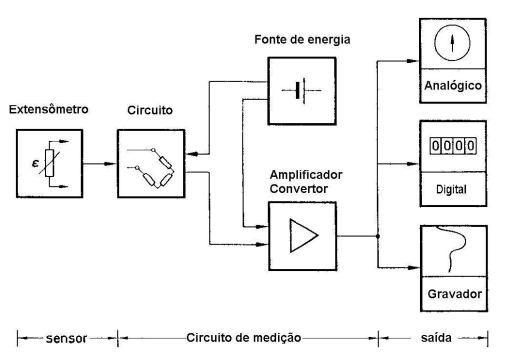 Fonte de energia
Analógico
Extensômetro
Circuito
ε
0000
Amplificador
Convertor
Digital
Gravador
sensor
Circuito de medição
saída